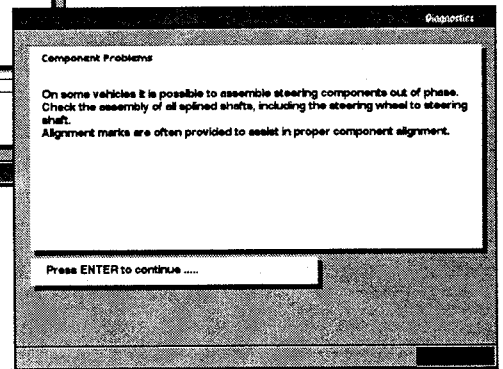 Diagnostics
Component Problems
On some vehicles it is possible to assemble steering components out of phase.
Check the assembly of all splined shafts, including the steering wheel to steering
shaft.
Alignment marks are often provided to assist in proper component alignment.
Press ENTER to continue .....